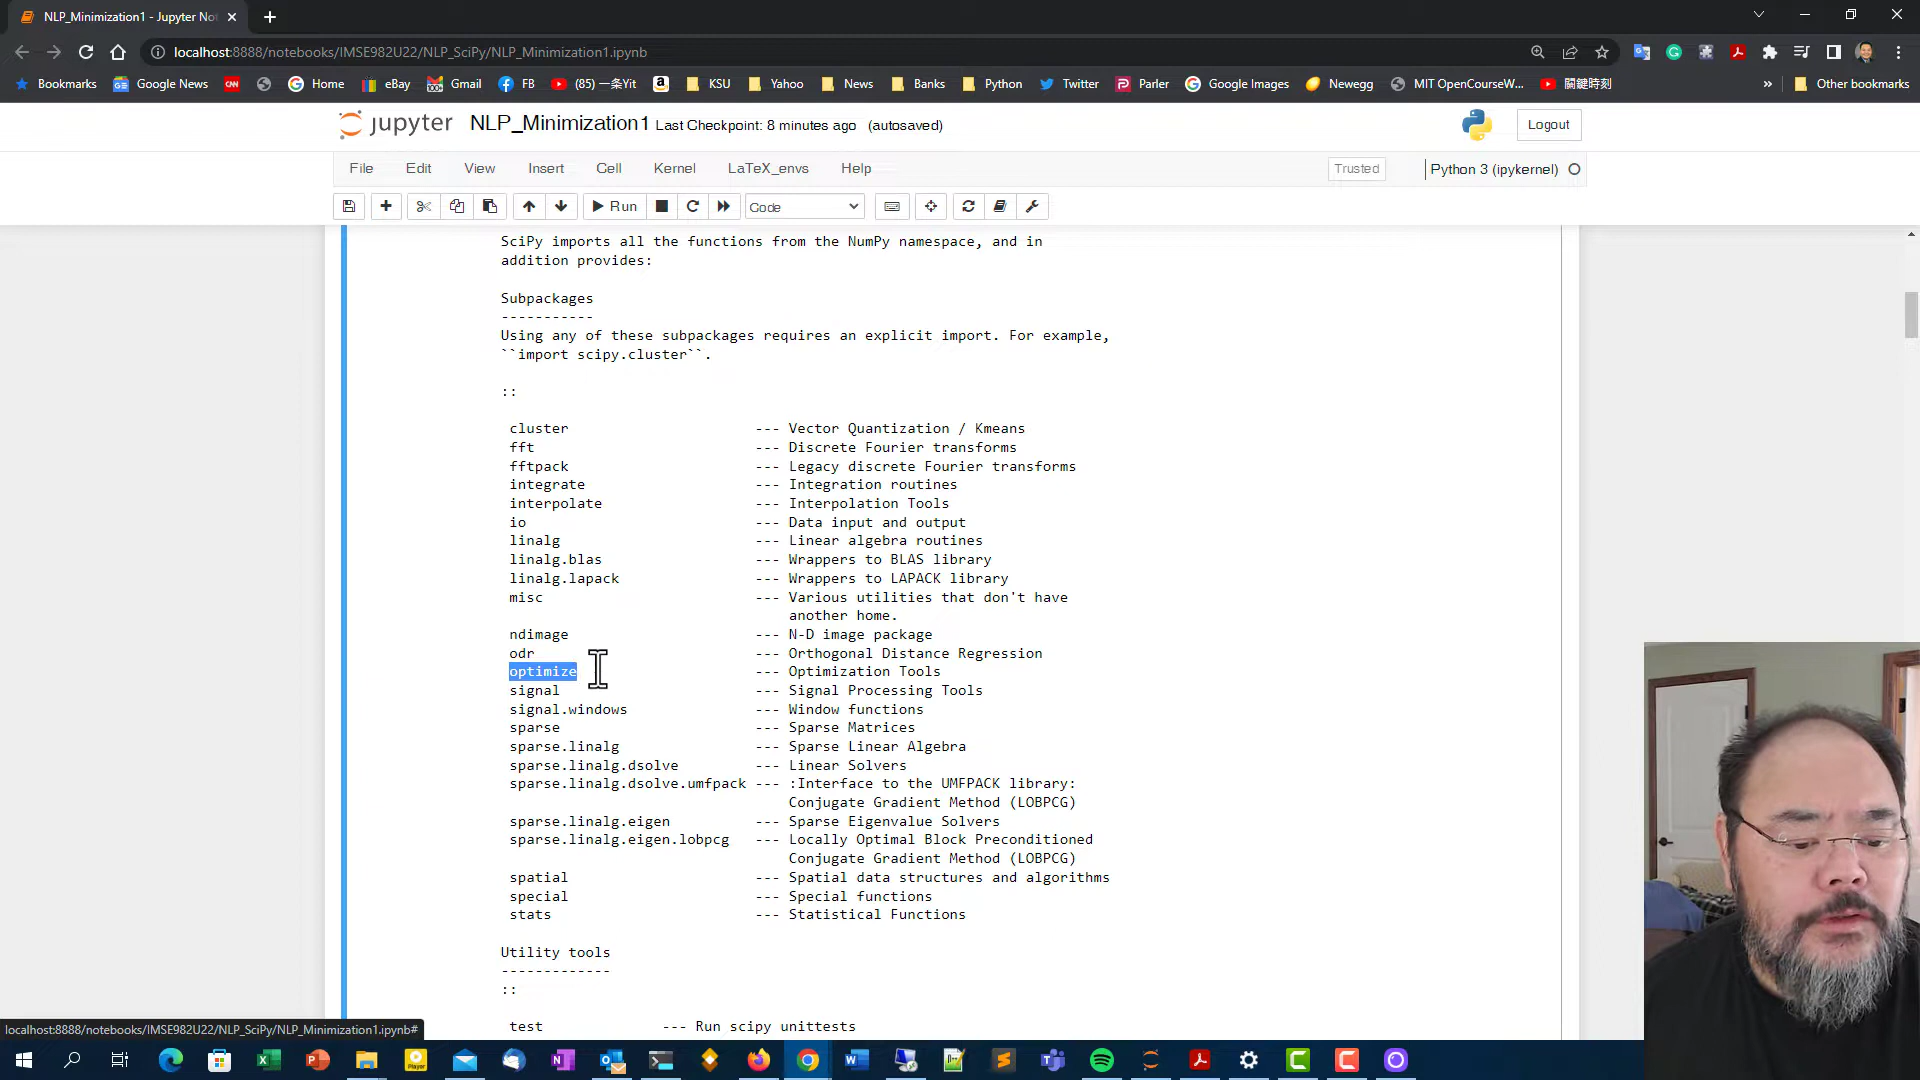 NLP_Minimization1 - Jupyter No
localhost:8888/notebooks/IMSE982U22/NLP_SciPy/NLP_Minimization1.ipynb
Bookmarks Google News CNN Home eBay Gmail FB (85) 一条Yit KSU Yahoo News Banks Python Twitter Parler Google Images Newegg MIT OpenCourseW... 關鍵時刻 » Other bookmarks
jupyter NLP_Minimization1 Last Checkpoint: 8 minutes ago (autosaved) Logout
File Edit View Insert Cell Kernel LaTeX_envs Help Trusted Python 3 (ipykernel)
Run Code
SciPy imports all the functions from the NumPy namespace, and in
addition provides:
Subpackages
-----------
Using any of these subpackages requires an explicit import. For example,
``import scipy.cluster``.
::
cluster --- Vector Quantization / Kmeans
fft --- Discrete Fourier transforms
fftpack --- Legacy discrete Fourier transforms
integrate --- Integration routines
interpolate --- Interpolation Tools
io --- Data input and output
linalg --- Linear algebra routines
linalg.blas --- Wrappers to BLAS library
linalg.lapack --- Wrappers to LAPACK library
misc --- Various utilities that don't have
another home.
ndimage --- N-D image package
odr --- Orthogonal Distance Regression
optimize --- Optimization Tools
signal --- Signal Processing Tools
signal.windows --- Window functions
sparse --- Sparse Matrices
sparse.linalg --- Sparse Linear Algebra
sparse.linalg.dsolve --- Linear Solvers
sparse.linalg.dsolve.umfpack --- :Interface to the UMFPACK library:
Conjugate Gradient Method (LOBPCG)
sparse.linalg.eigen --- Sparse Eigenvalue Solvers
sparse.linalg.eigen.lobpcg --- Locally Optimal Block Preconditioned
Conjugate Gradient Method (LOBPCG)
spatial --- Spatial data structures and algorithms
special --- Special functions
stats --- Statistical Functions
Utility tools
-------------
::
test --- Run scipy unittests
localhost:8888/notebooks/IMSE982U22/NLP_SciPy/NLP_Minimization1.ipynb#